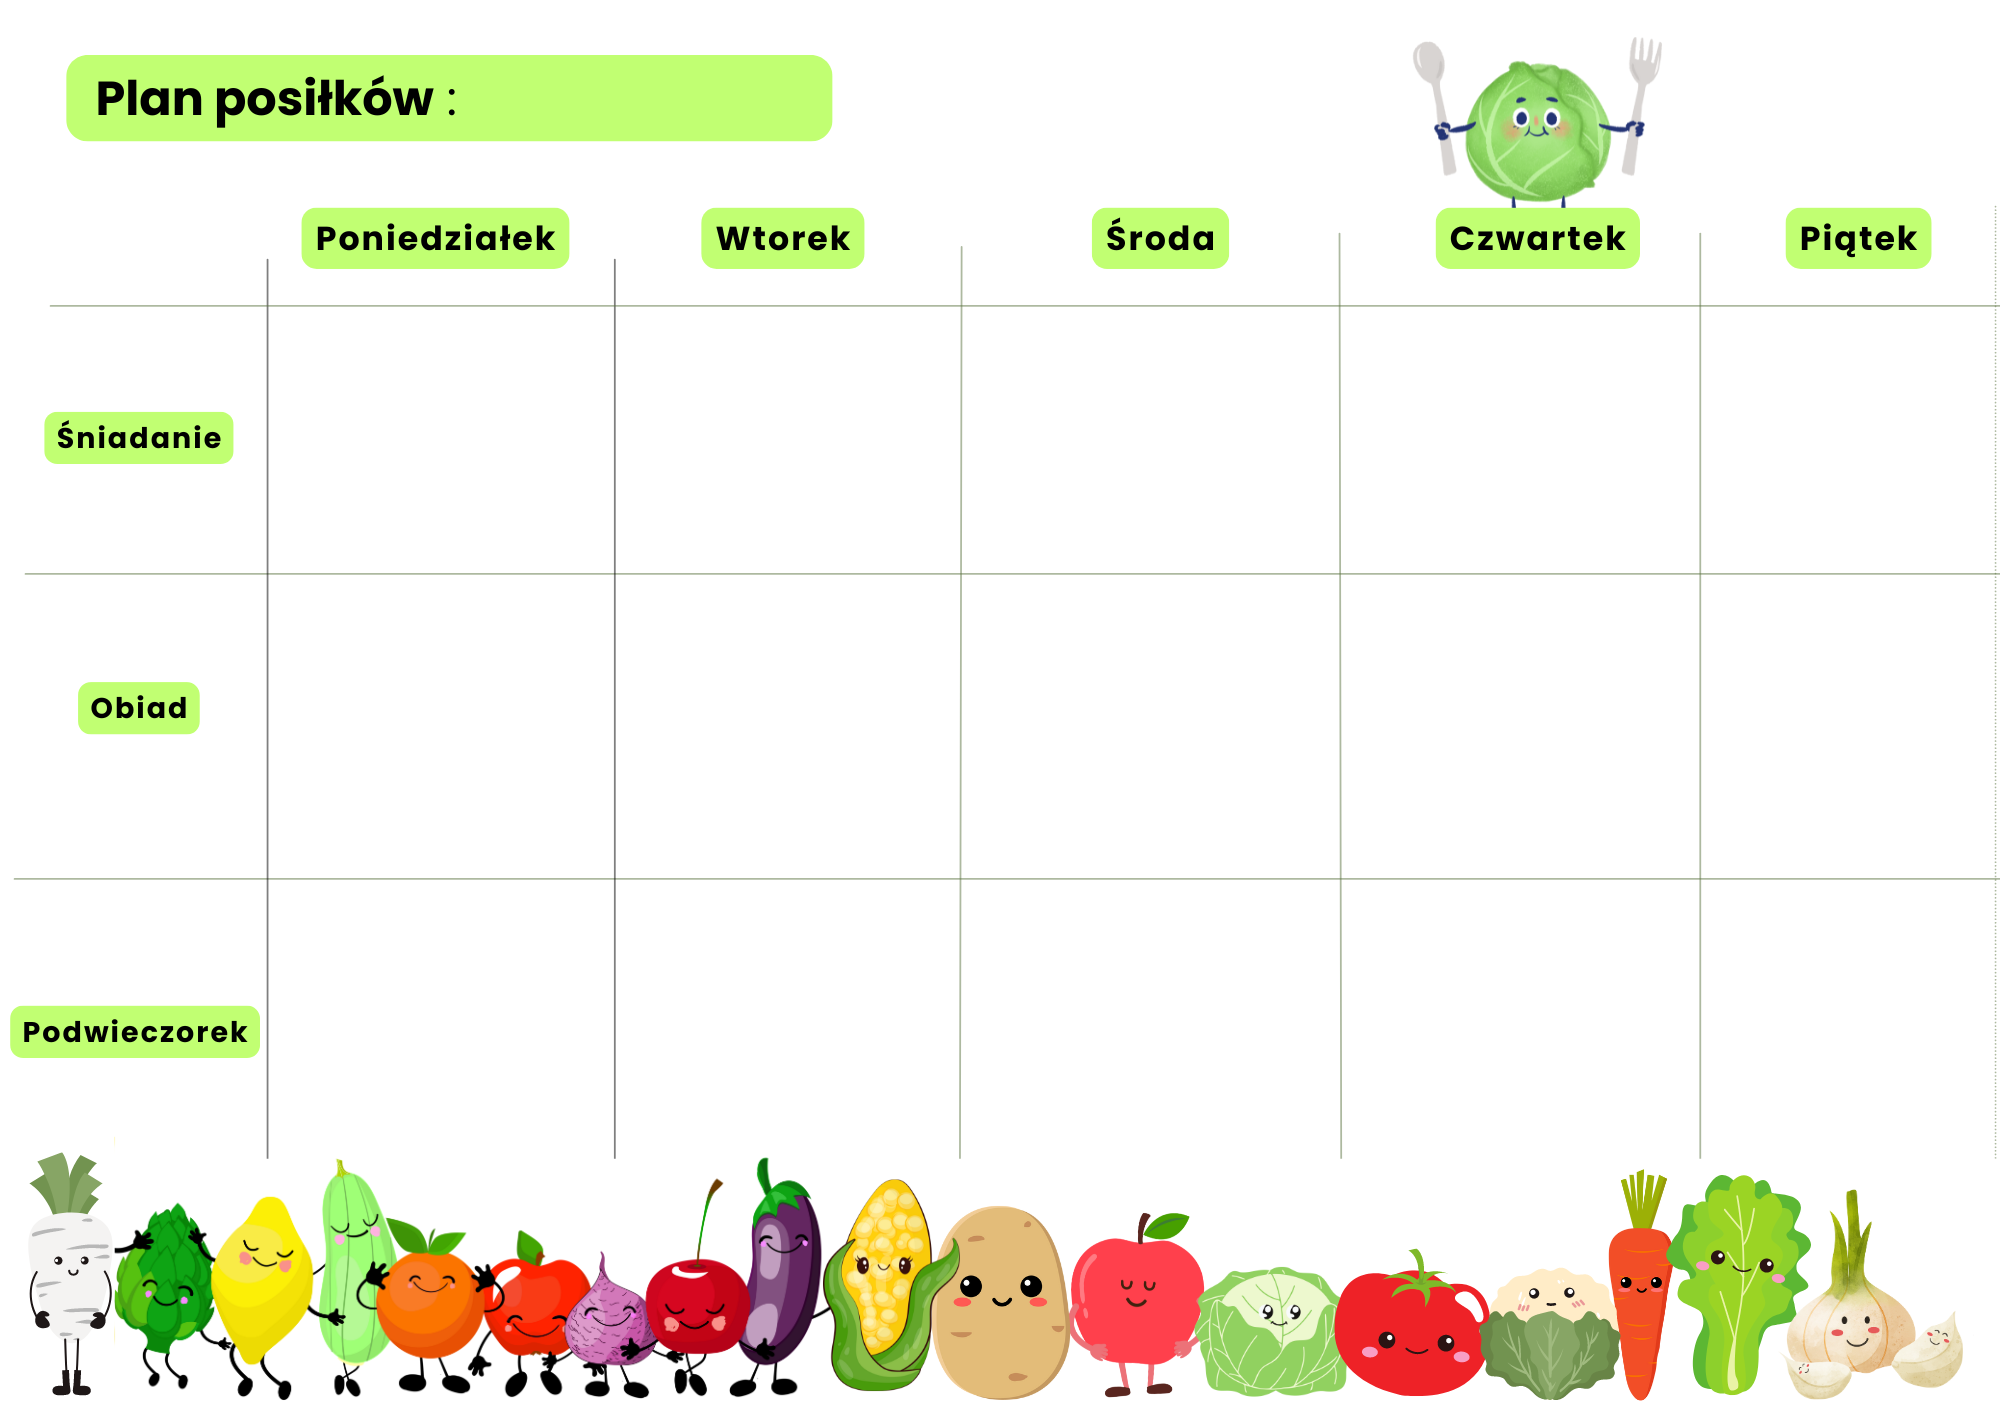 Plan posiłków :
Poniedziałek Wtorek Środa Czwartek Piątek
Śniadanie
Obiad
Podwieczorek